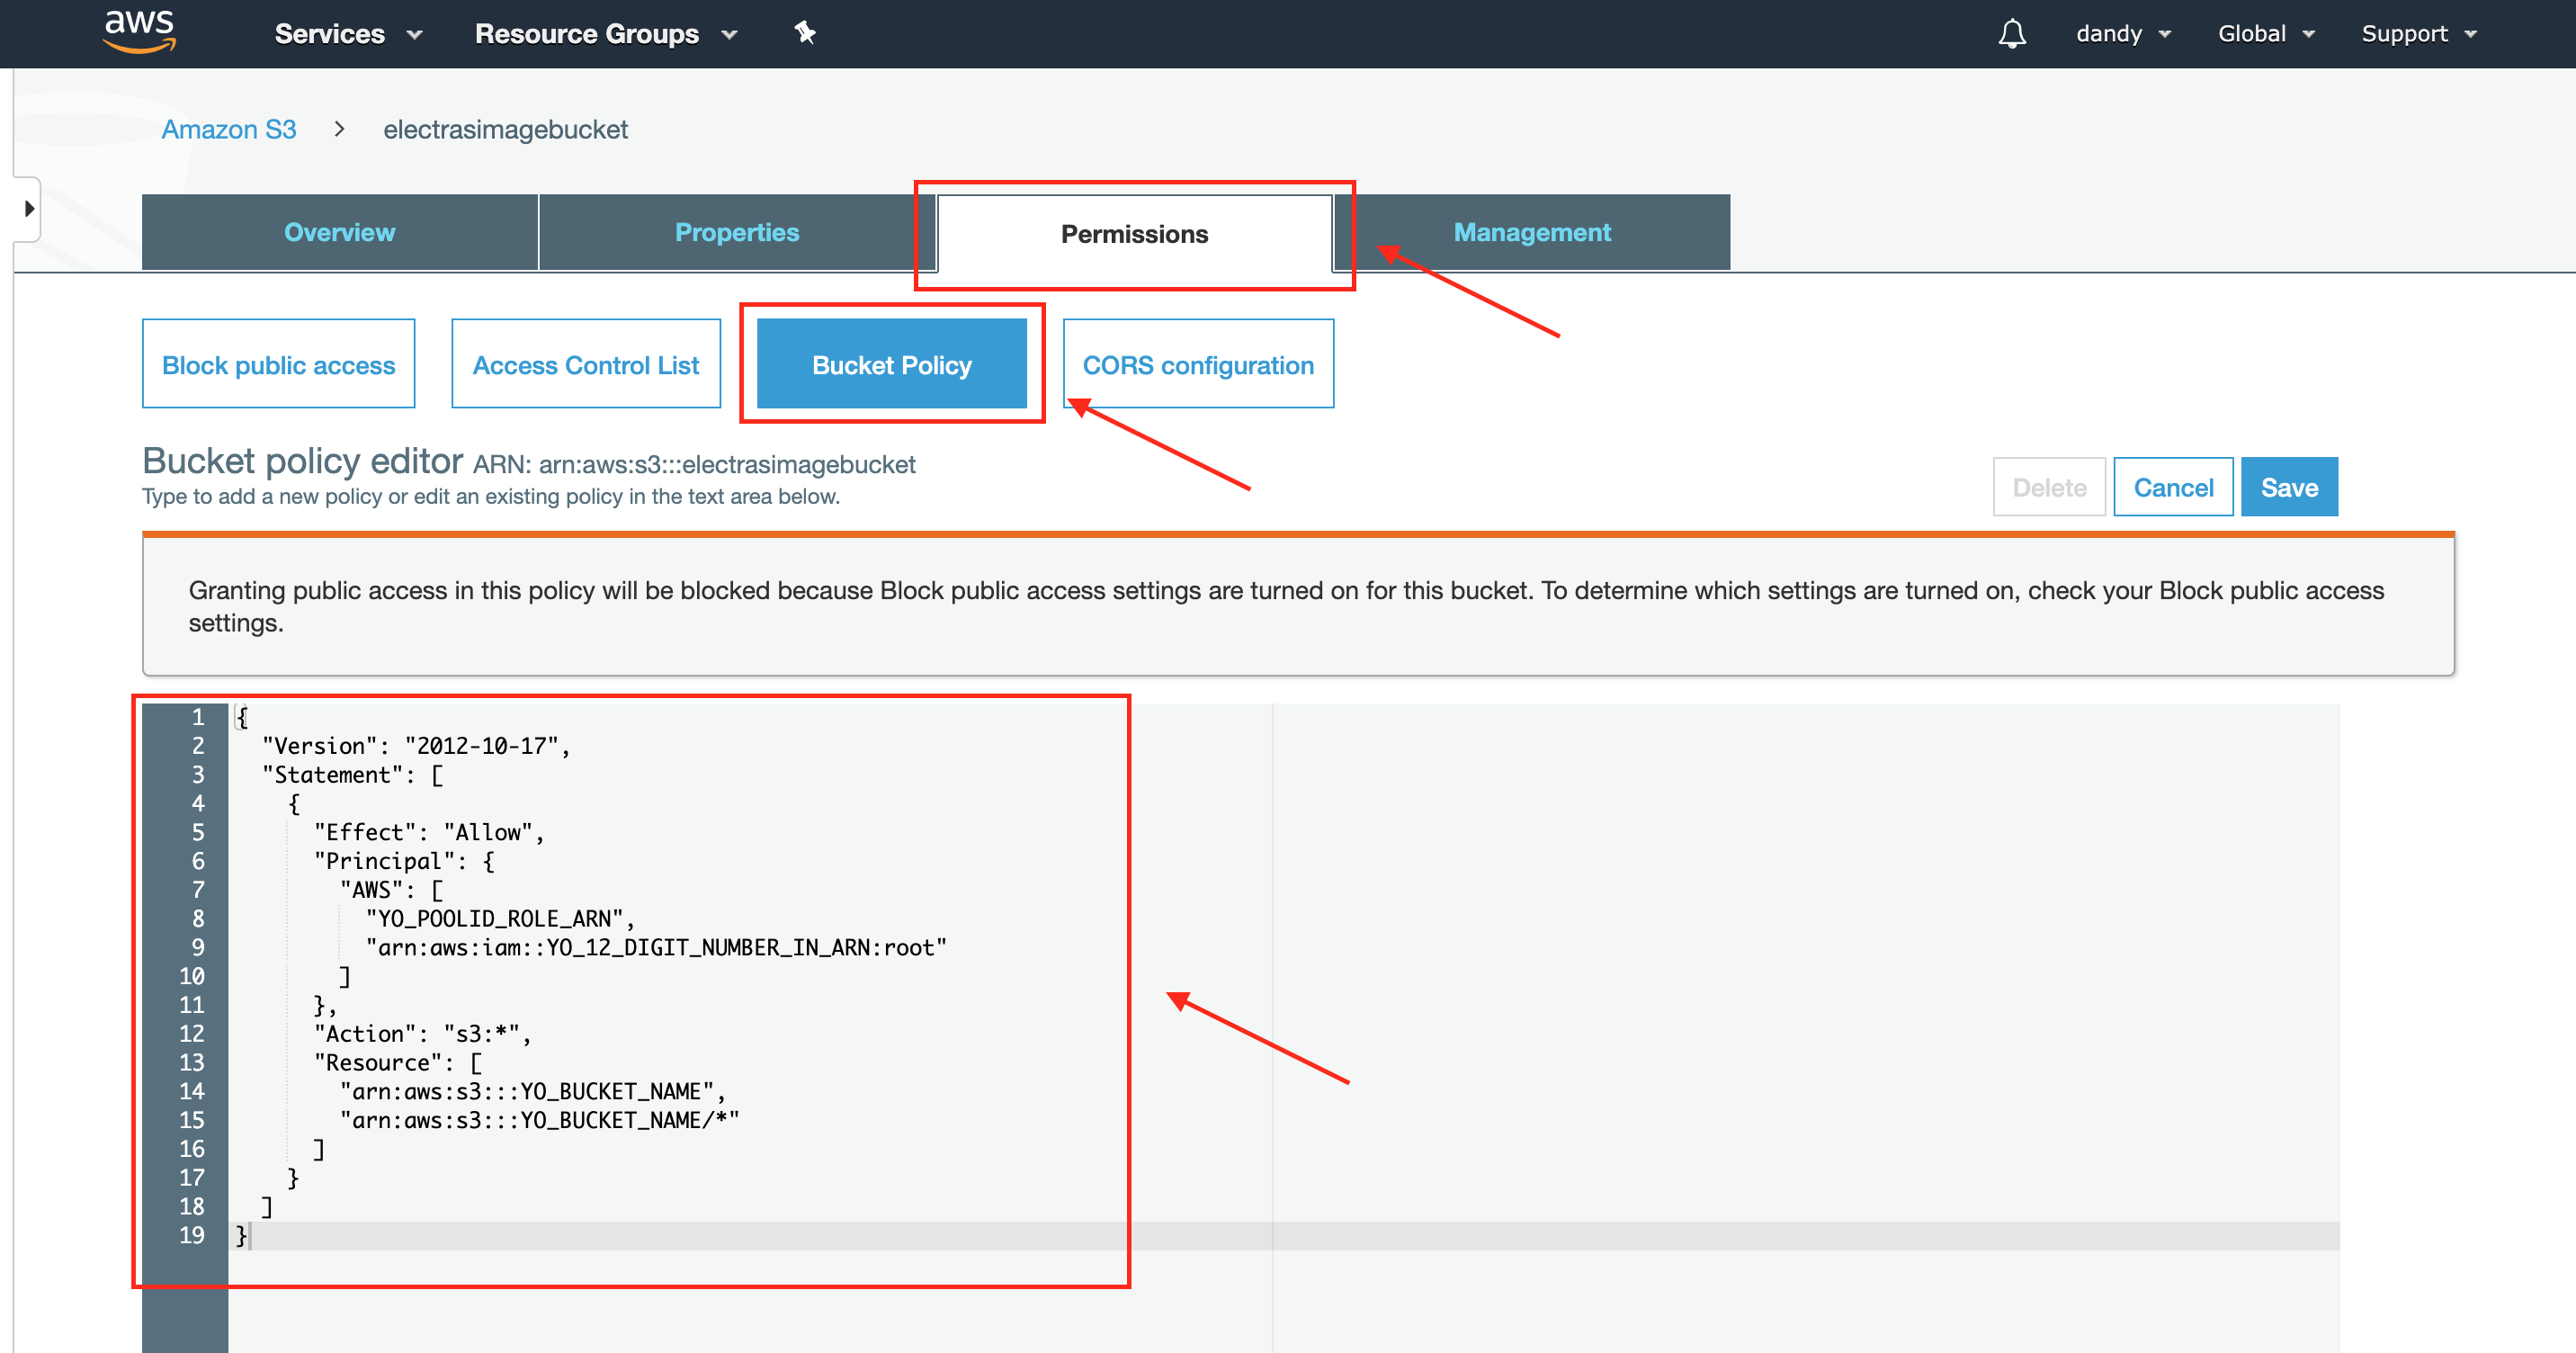 aws Services Resource Groups dandy Global Support
Amazon S3 > electrasimagebucket
Overview Properties Permissions Management
Block public access Access Control List Bucket Policy CORS configuration
Bucket policy editor ARN: arn:aws:s3:::electrasimagebucket
Type to add a new policy or edit an existing policy in the text area below.
Delete Cancel Save
Granting public access in this policy will be blocked because Block public access settings are turned on for this bucket. To determine which settings are turned on, check your Block public access
settings.
1 {
2 "Version": "2012-10-17",
3 "Statement": [
4 {
5 "Effect": "Allow",
6 "Principal": {
7 "AWS": [
8 "YO_POOLID_ROLE_ARN",
9 "arn:aws:iam::YO_12_DIGIT_NUMBER_IN_ARN:root"
10 ]
11 },
12 "Action": "s3:*",
13 "Resource": [
14 "arn:aws:s3:::YO_BUCKET_NAME",
15 "arn:aws:s3:::YO_BUCKET_NAME/*"
16 ]
17 }
18 ]
19 }